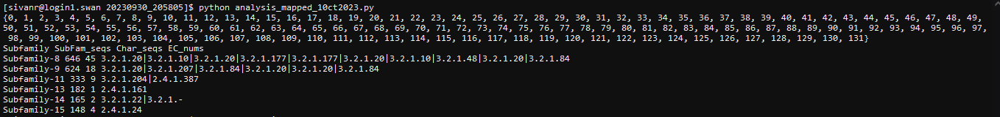 [sivanr@login1.swan 20230930_205805]$ python analysis_mapped_10ct2023.py
{0, 1, 2, 3, 4, 5, 6, 7, 8, 9, 10, 11, 12, 13, 14, 15, 16, 17, 18, 19, 20, 21, 22, 23, 24, 25, 26, 27, 28, 29, 30, 31, 32, 33, 34, 35, 36, 37, 38, 39, 40, 41, 42, 43, 44, 45, 46, 47, 48, 49,
50, 51, 52, 53, 54, 55, 56, 57, 58, 59, 60, 61, 62, 63, 64, 65, 66, 67, 68, 69, 70, 71, 72, 73, 74, 75, 76, 77, 78, 79, 80, 81, 82, 83, 84, 85, 86, 87, 88, 89, 90, 91, 92, 93, 94, 95, 96, 97,
98, 99, 100, 101, 102, 103, 104, 105, 106, 107, 108, 109, 110, 111, 112, 113, 114, 115, 116, 117, 118, 119, 120, 121, 122, 123, 124, 125, 126, 127, 128, 129, 130, 131}
Subfamily SubFam_seqs Char_seqs EC_nums
Subfamily-8 646 45 3.2.1.20|3.2.1.10|3.2.1.20|3.2.1.177|3.2.1.177|3.2.1.20|3.2.1.10|3.2.1.48|3.2.1.20|3.2.1.84
Subfamily-9 624 18 3.2.1.20|3.2.1.207|3.2.1.84|3.2.1.20|3.2.1.20|3.2.1.84
Subfamily-11 333 9 3.2.1.204|2.4.1.387
Subfamily-13 182 1 2.4.1.161
Subfamily-14 165 2 3.2.1.22|3.2.1.-
Subfamily-15 148 4 2.4.1.24